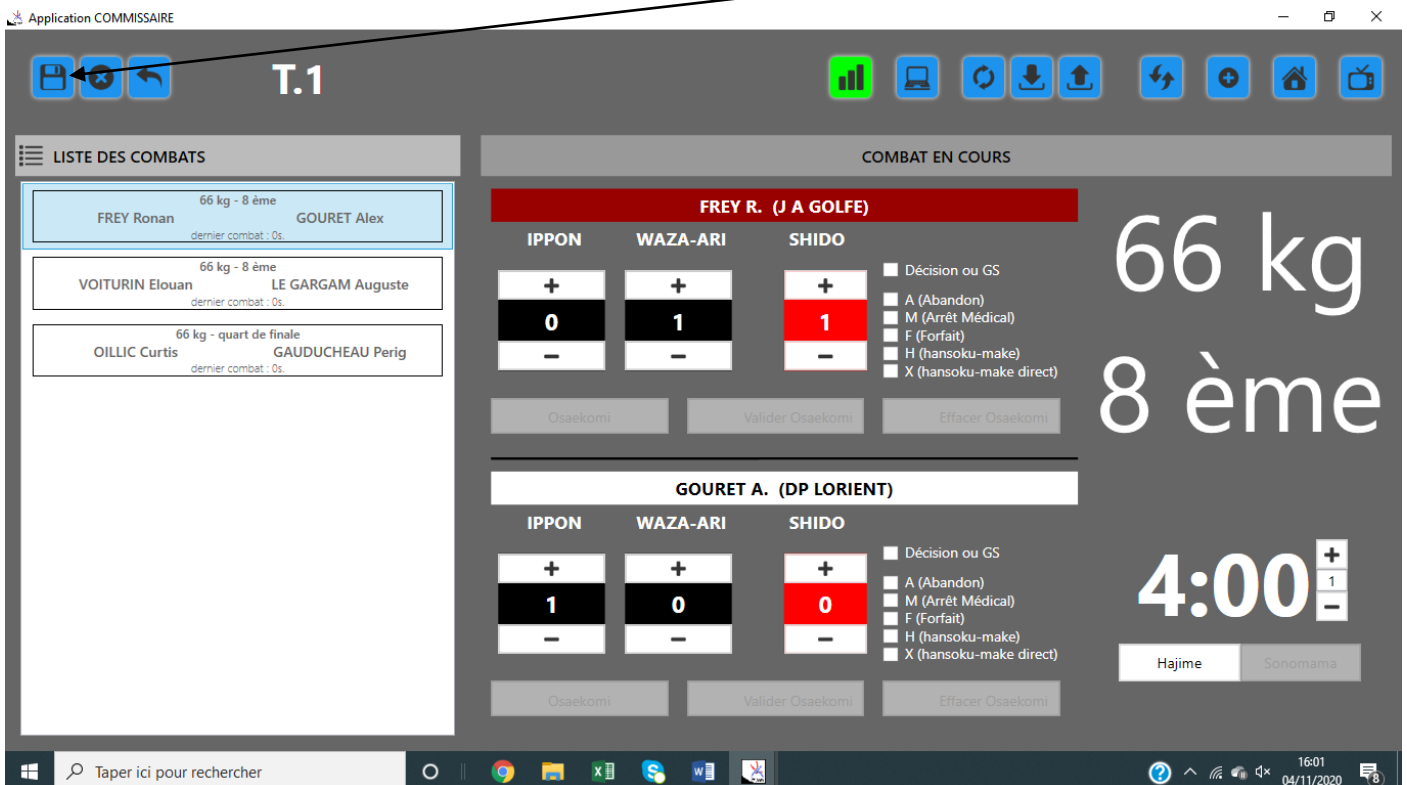 Application COMMISSAIRE
T.1
LISTE DES COMBATS
COMBAT EN COURS
66 kg - 8 ème
FREY Ronan GOURET Alex
dernier combat : 0s.
66 kg - 8 ème
VOITURIN Elouan LE GARGAM Auguste
dernier combat : 0s.
66 kg - quart de finale
OILLIC Curtis GAUDUCHEAU Perig
dernier combat : 0s.
FREY R. (J A GOLFE)
IPPON WAZA-ARI SHIDO
+ + +
0 1 1
− − −
Décision ou GS
A (Abandon)
M (Arrêt Médical)
F (Forfait)
H (hansoku-make)
X (hansoku-make direct)
Osaekomi Valider Osaekomi Effacer Osaekomi
GOURET A. (DP LORIENT)
IPPON WAZA-ARI SHIDO
+ + +
1 0 0
− − −
Décision ou GS
A (Abandon)
M (Arrêt Médical)
F (Forfait)
H (hansoku-make)
X (hansoku-make direct)
Osaekomi Valider Osaekomi Effacer Osaekomi
66 kg
8 ème
4:00
+
1
−
Hajime Sonomama
Taper ici pour rechercher
16:01
04/11/2020
8